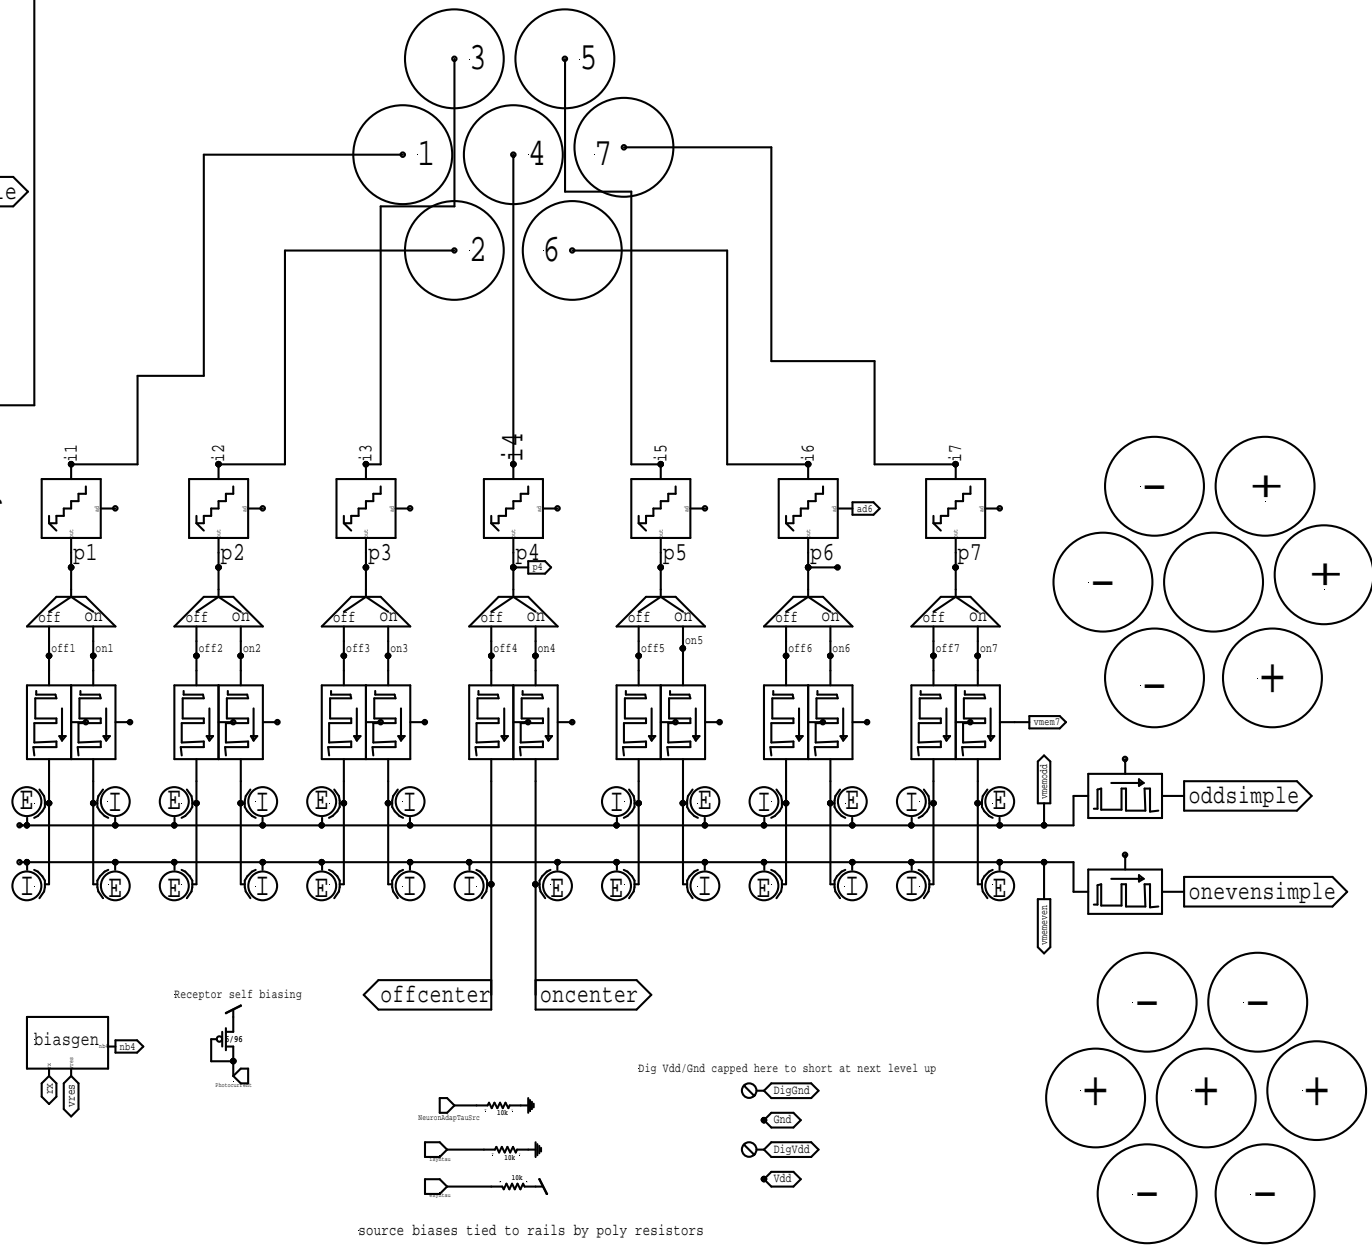 3 5
1 4 7
2 6
le
i1 i2 i3 i4 i5 i6 i7
ad6
p1 p2 p3 p4 p5 p6 p7
p4
off on off on off on off on off on off on off on
off1 on1 off2 on2 off3 on3 off4 on4 off5 on5 off6 on6 off7 on7
- +
- +
- +
vmem7
vmemodd
E I E I E I I E I E I E
oddsimple
I E E I E I I E E I E I I E
onevensimple
vmemeven
offcenter oncenter
Receptor self biasing
biasgen
nb4
rx vres
Photocurrent
NeuronAdapTauSrc
10k
10k
10k
source biases tied to rails by poly resistors
Dig Vdd/Gnd capped here to short at next level up
DigGnd
Gnd
DigVdd
Vdd
- -
+ + +
- -